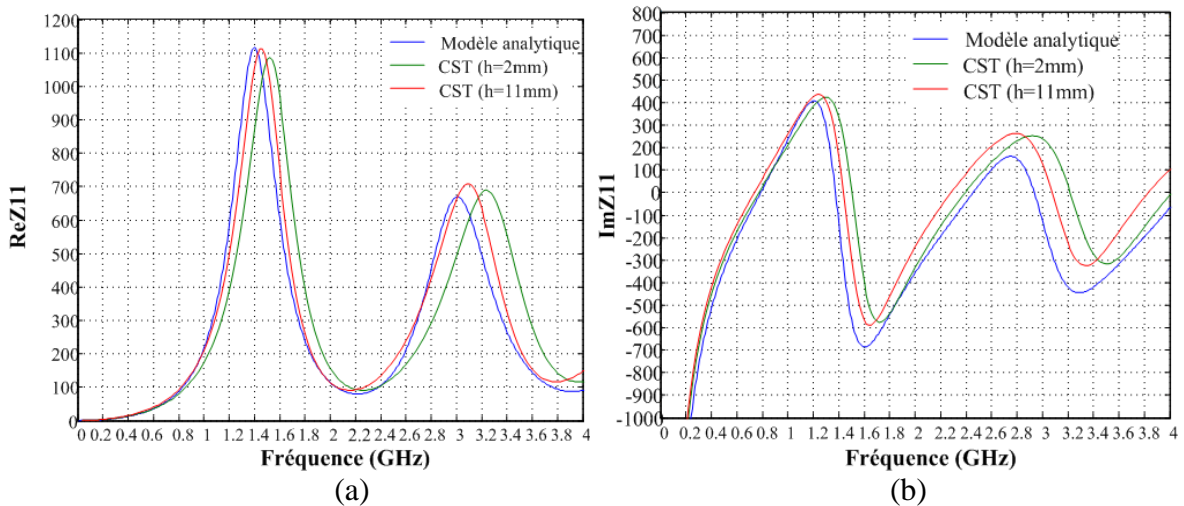 1200
1100
1000
900
800
700
600
500
400
300
200
100
0
ReZ11
Modèle analytique
CST (h=2mm)
CST (h=11mm)
0 0.2 0.4 0.6 0.8 1 1.2 1.4 1.6 1.8 2 2.2 2.4 2.6 2.8 3 3.2 3.4 3.6 3.8 4
Fréquence (GHz)
(a)
800
700
600
500
400
300
200
100
0
-100
-200
-300
-400
-500
-600
-700
-800
-900
-1000
ImZ11
Modèle analytique
CST (h=2mm)
CST (h=11mm)
0 0.2 0.4 0.6 0.8 1 1.2 1.4 1.6 1.8 2 2.2 2.4 2.6 2.8 3 3.2 3.4 3.6 3.8 4
Fréquence (GHz)
(b)